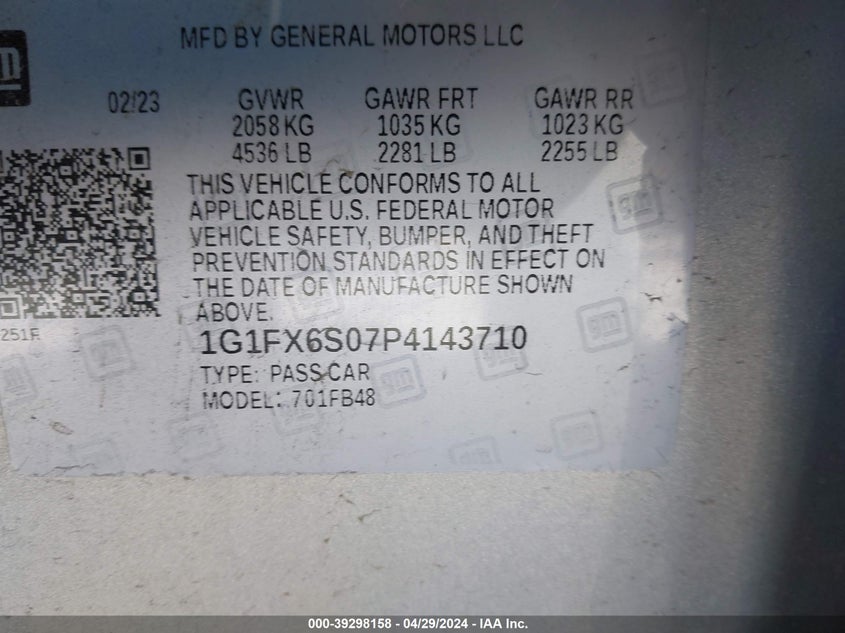 MFD BY GENERAL MOTORS LLC
02/23 GVWR GAWR FRT GAWR RR
2058 KG 1035 KG 1023 KG
4536 LB 2281 LB 2255 LB
THIS VEHICLE CONFORMS TO ALL
APPLICABLE U.S. FEDERAL MOTOR
VEHICLE SAFETY, BUMPER, AND THEFT
PREVENTION STANDARDS IN EFFECT ON
THE DATE OF MANUFACTURE SHOWN
ABOVE.
1G1FX6S07P4143710
TYPE: PASS CAR
MODEL: 701FB48
000-39298158 - 04/29/2024 - IAA Inc.